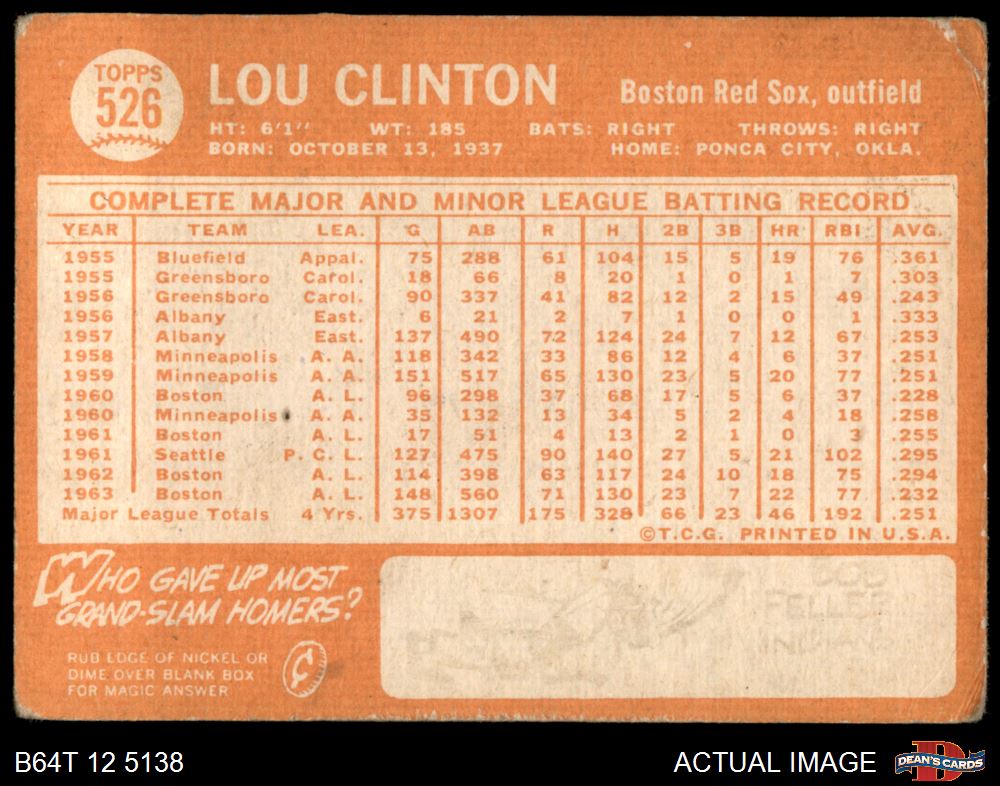 TOPPS
526
LOU CLINTON
Boston Red Sox, outfield
HT: 6'1" WT: 185 BATS: RIGHT THROWS: RIGHT
BORN: OCTOBER 13, 1937 HOME: PONCA CITY, OKLA.
COMPLETE MAJOR AND MINOR LEAGUE BATTING RECORD
YEAR TEAM LEA. G AB R H 2B 3B HR RBI AVG.
1955 Bluefield Appal. 75 288 61 104 15 5 19 76 .361
1955 Greensboro Carol. 18 66 8 20 1 0 1 7 .303
1956 Greensboro Carol. 90 337 41 82 12 2 15 49 .243
1956 Albany East. 6 21 2 7 1 0 0 1 .333
1957 Albany East. 137 490 72 124 24 7 12 67 .253
1958 Minneapolis A. A. 118 342 33 86 12 4 6 37 .251
1959 Minneapolis A. A. 151 517 65 130 23 5 20 77 .251
1960 Boston A. L. 96 298 37 68 17 5 6 37 .228
1960 Minneapolis A. A. 35 132 13 34 5 2 4 18 .258
1961 Boston A. L. 17 51 4 13 2 1 0 3 .255
1961 Seattle P. C. L. 127 475 90 140 27 5 21 102 .295
1962 Boston A. L. 114 398 63 117 24 10 18 75 .294
1963 Boston A. L. 148 560 71 130 23 7 22 77 .232
Major League Totals 4 Yrs. 375 1307 175 328 66 23 46 192 .251
©T.C.G. PRINTED IN U.S.A.
WHO GAVE UP MOST
GRAND-SLAM HOMERS?
RUB EDGE OF NICKEL OR
DIME OVER BLANK BOX
FOR MAGIC ANSWER
¢
FELLER
B64T 12 5138
ACTUAL IMAGE
DEAN'S CARDS